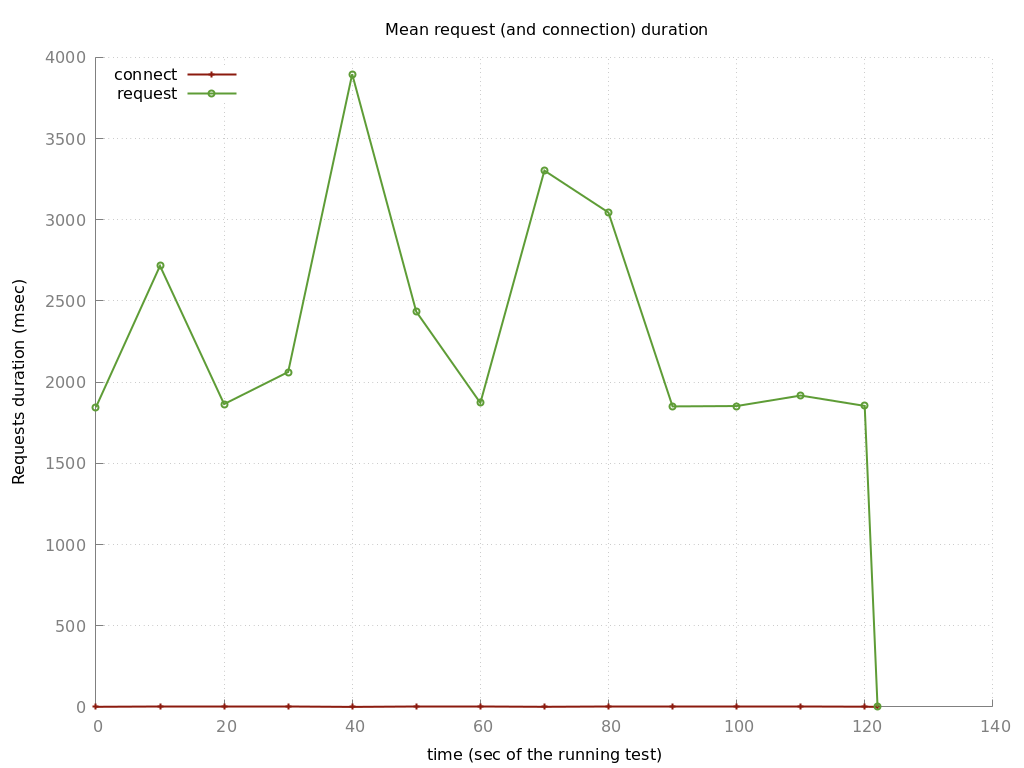 Mean request (and connection) duration
connect
request
4000
3500
3000
2500
2000
1500
1000
500
0
Requests duration (msec)
0 20 40 60 80 100 120 140
time (sec of the running test)